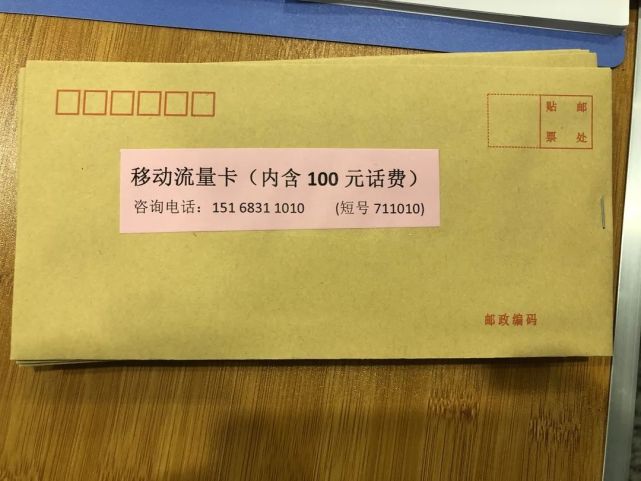 贴 邮
票 处
移动流量卡（内含 100 元话费）
咨询电话：151 6831 1010 (短号 711010)
邮政编码